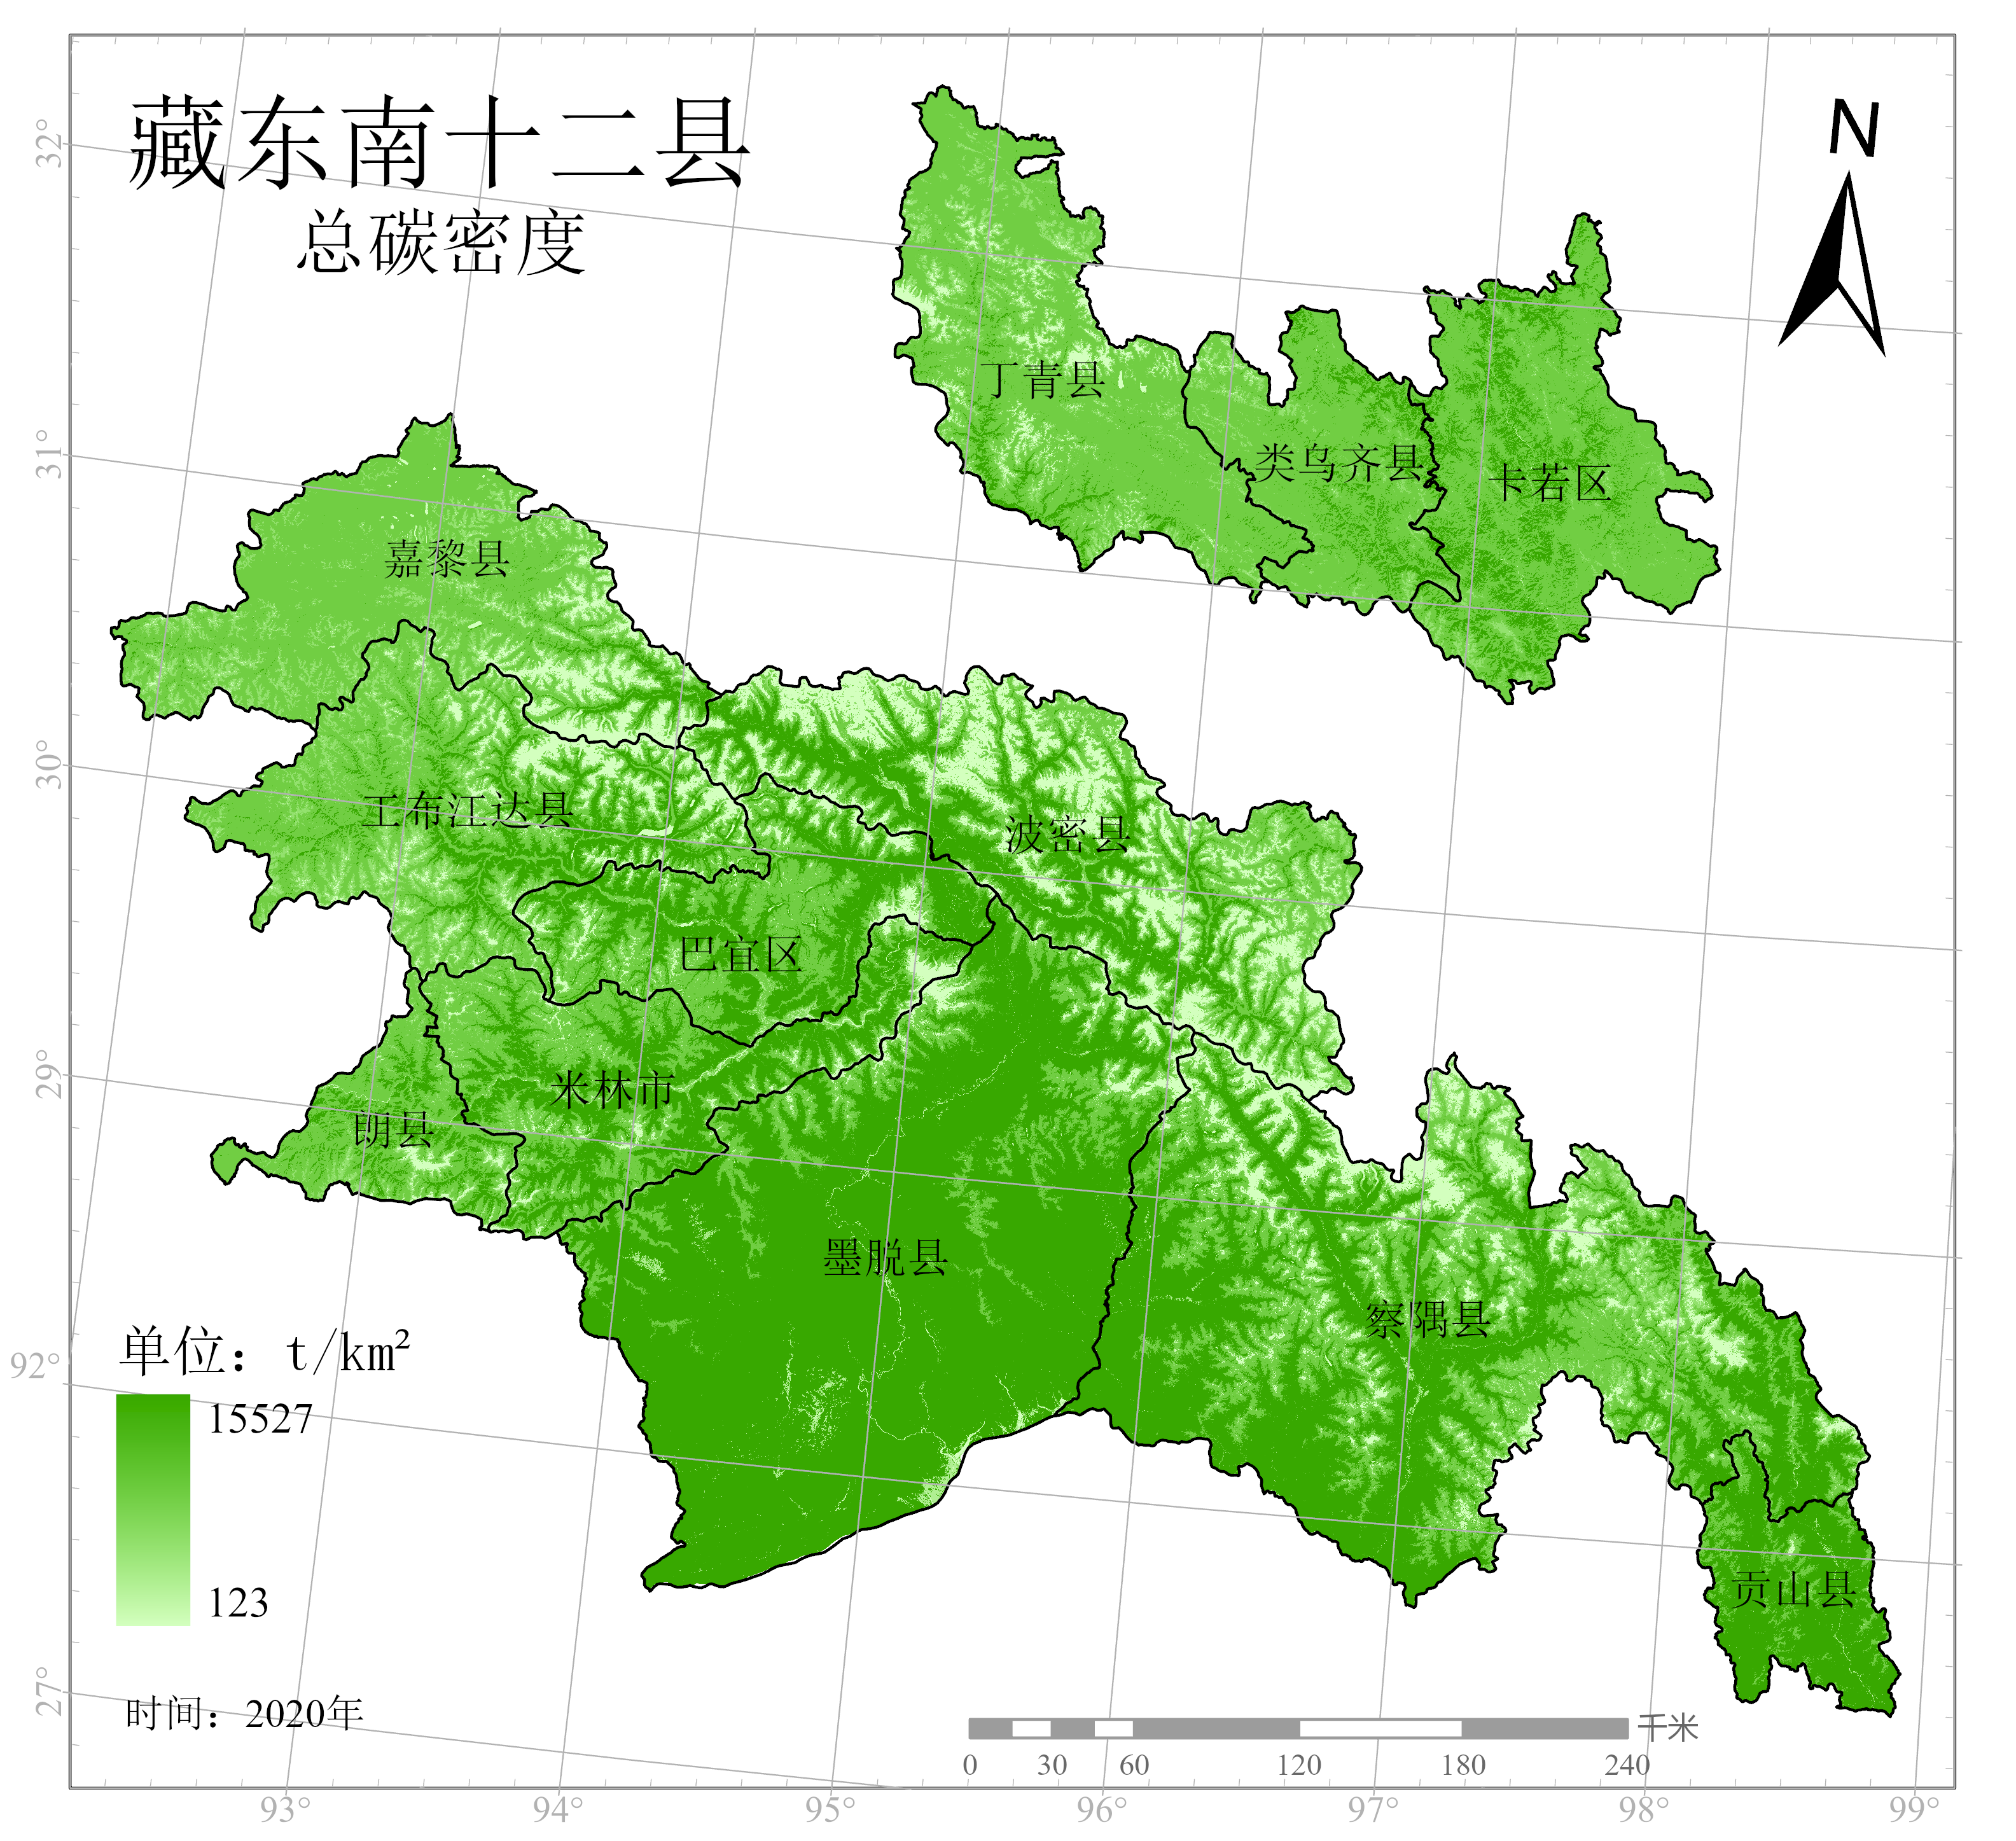 藏东南十二县
总碳密度
N
32°
31°
30°
29°
92°
27°
丁青县
类乌齐县
卡若区
嘉黎县
工布江达县
波密县
巴宜区
米林市
朗县
墨脱县
察隅县
贡山县
单位：t/km²
15527
123
时间：2020年
千米
0 30 60 120 180 240
93° 94° 95° 96° 97° 98° 99°